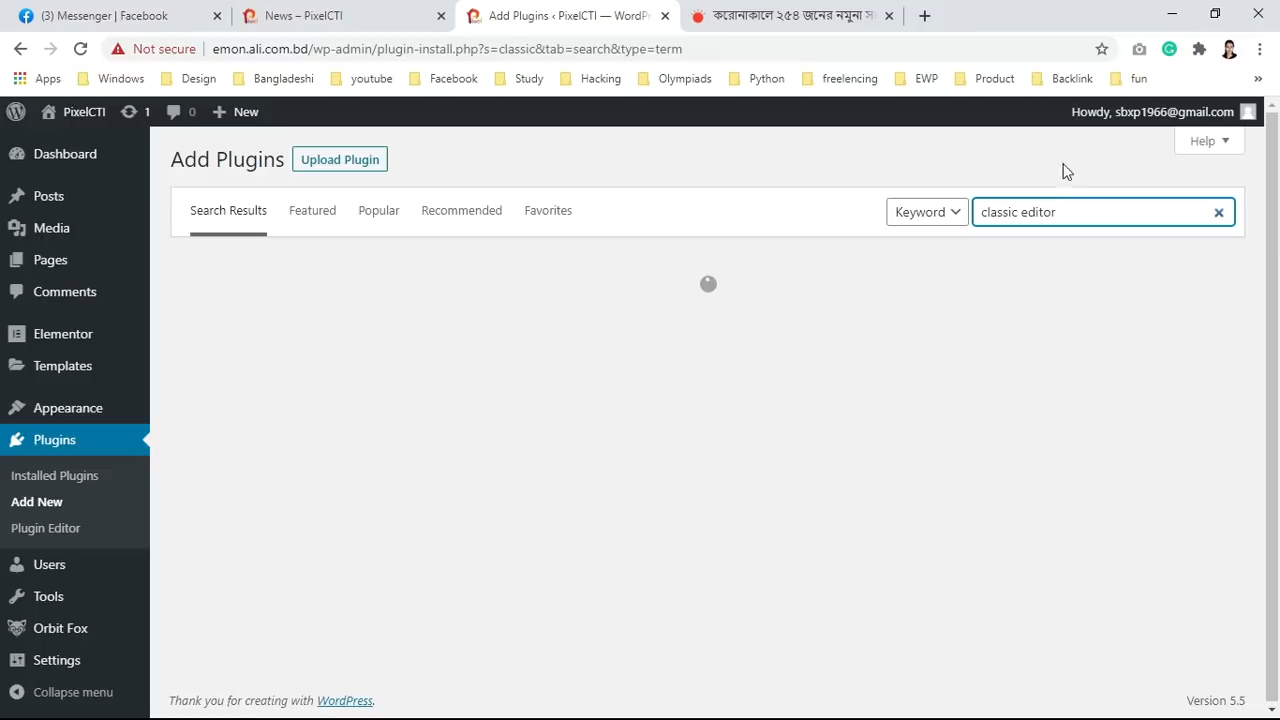 (3) Messenger | Facebook
News – PixelCTI
Add Plugins ‹ PixelCTI — WordPr
করোনাকালে ২৫৪ জনের নমুনা সং
Not secure
emon.ali.com.bd/wp-admin/plugin-install.php?s=classic&tab=search&type=term
Apps Windows Design Bangladeshi youtube Facebook Study Hacking Olympiads Python freelencing EWP Product Backlink fun »
PixelCTI 1 0 New Howdy, sbxp1966@gmail.com
Help
Add Plugins Upload Plugin
Search Results Featured Popular Recommended Favorites Keyword classic editor
Dashboard
Posts
Media
Pages
Comments
Elementor
Templates
Appearance
Plugins
Installed Plugins
Add New
Plugin Editor
Users
Tools
Orbit Fox
Settings
Collapse menu
Thank you for creating with WordPress. Version 5.5